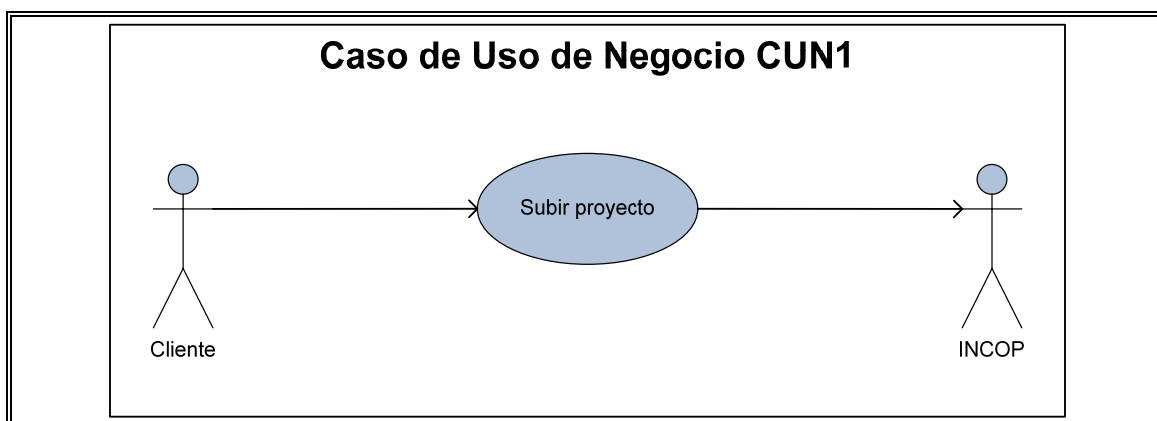 Caso de Uso de Negocio CUN1
Subir proyecto
Cliente
INCOP